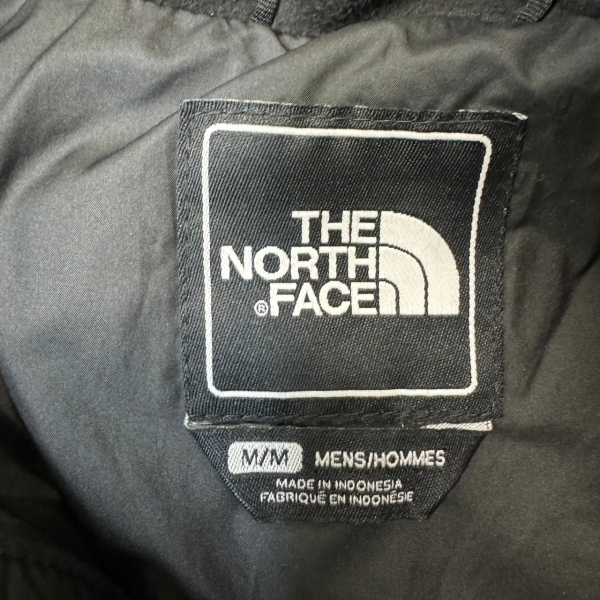 THE
NORTH
® FACE
M/M MENS/HOMMES
MADE IN INDONESIA
FABRIQUÉ EN INDONÉSIE